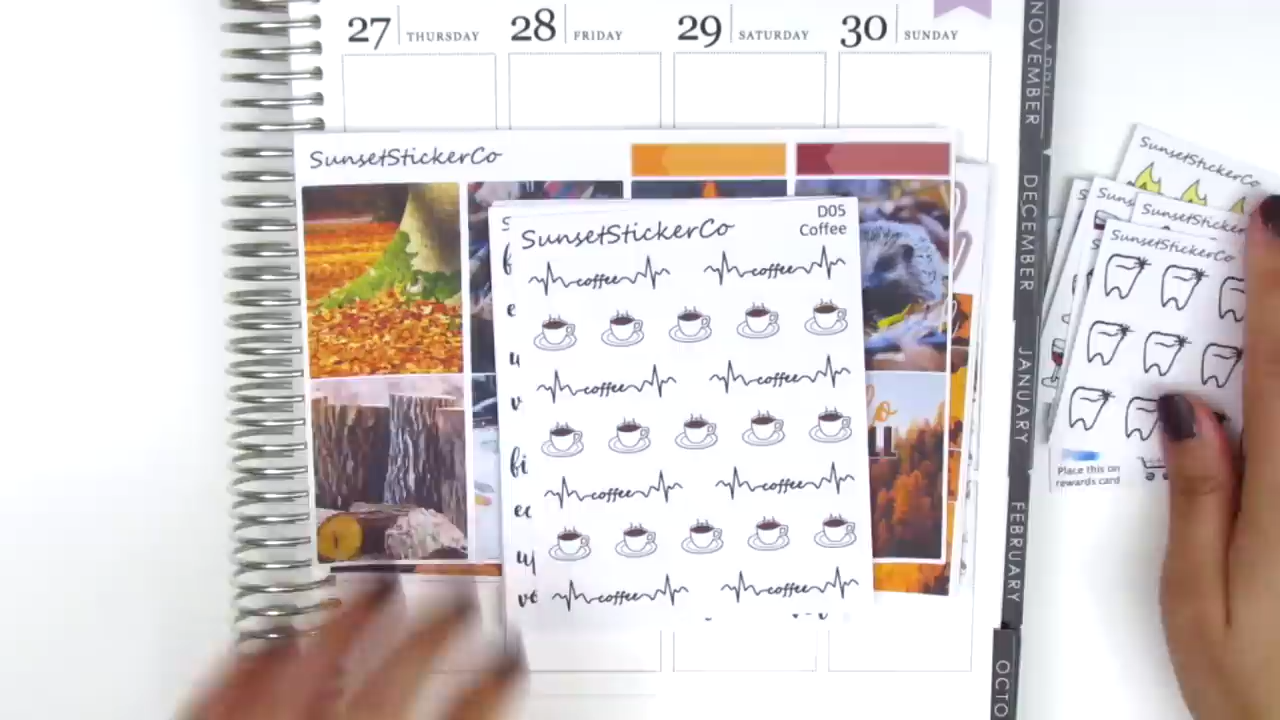 27 THURSDAY 28 FRIDAY 29 SATURDAY 30 SUNDAY
NOVEMBER
DECEMBER
JANUARY
FEBRUARY
OCTO
SunsetStickerCo
SunsetStickerCo
D05
Coffee
coffee coffee
coffee coffee
coffee coffee
coffee coffee
SunsetStickerCo
SunsetStickerCo
SunsetStickerCo
Place this on
rewards card